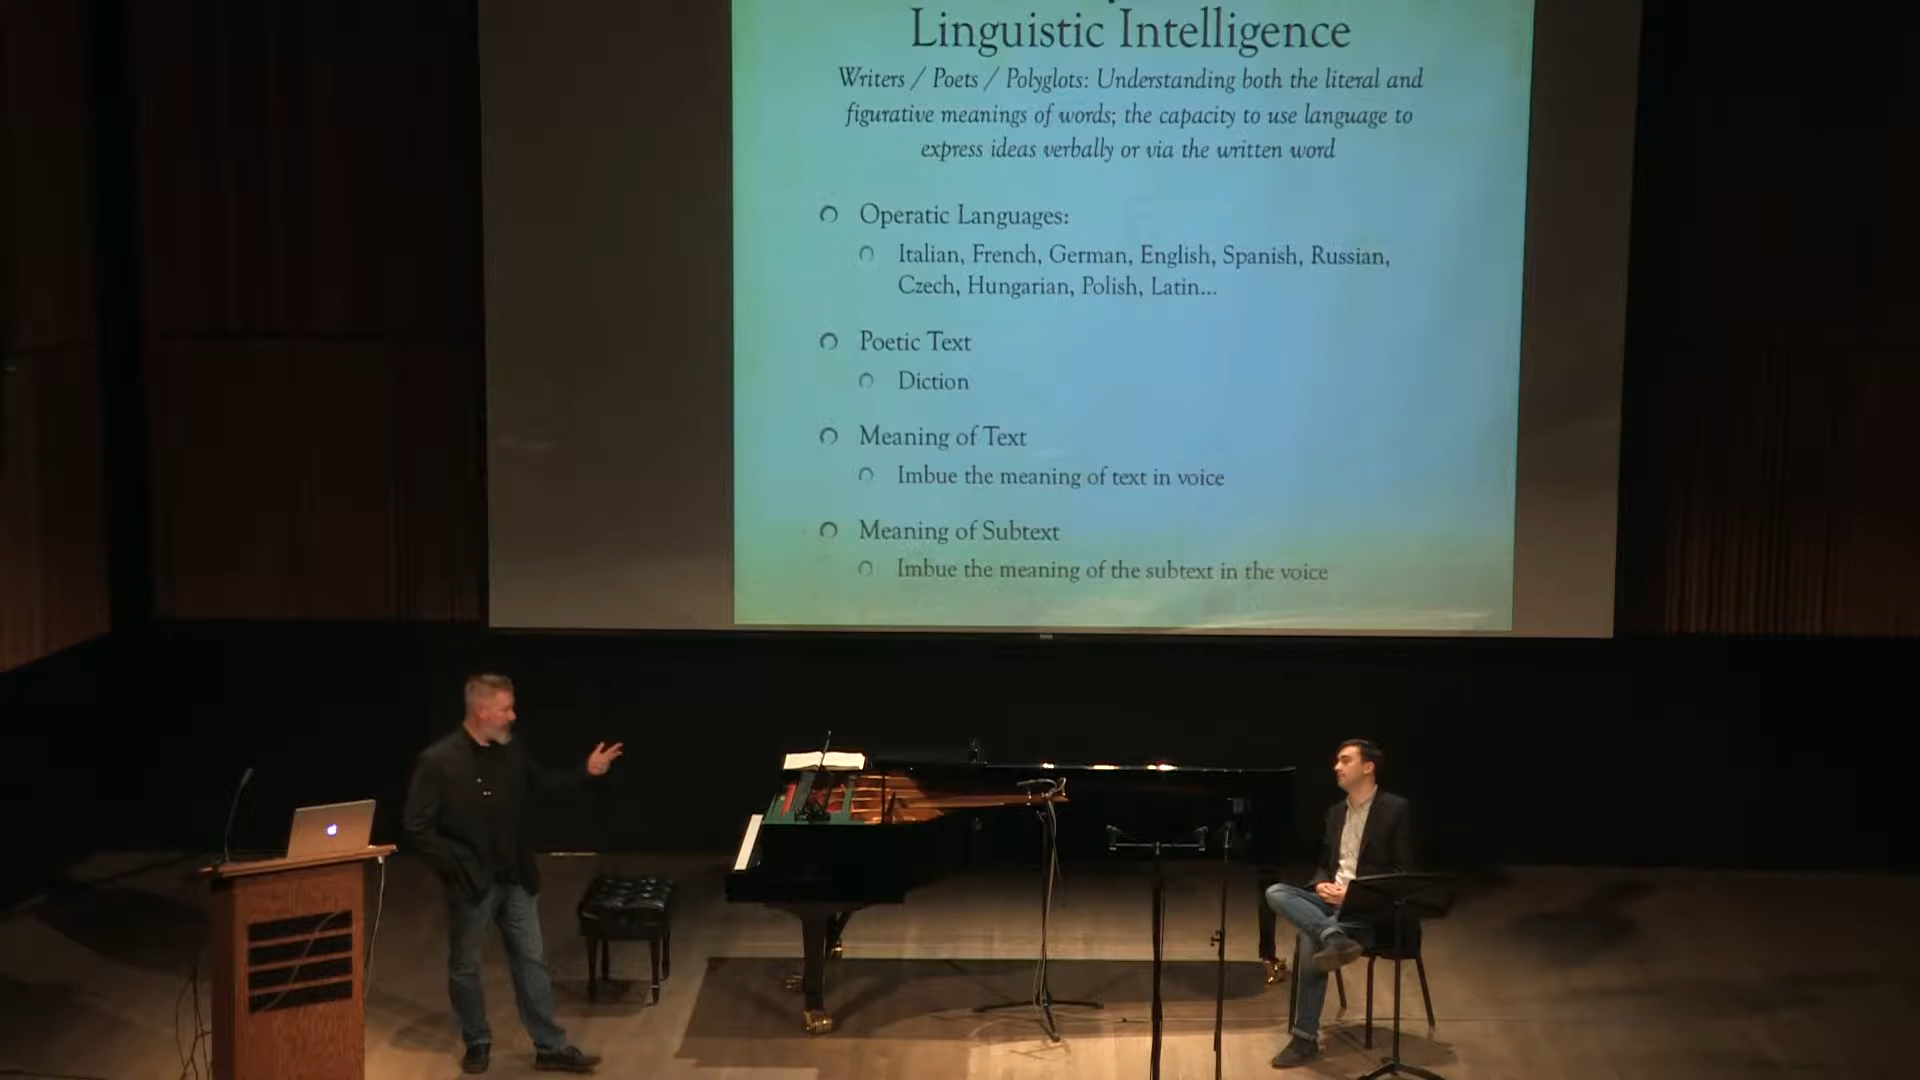 Linguistic Intelligence
Writers / Poets / Polyglots: Understanding both the literal and
figurative meanings of words; the capacity to use language to
express ideas verbally or via the written word
Operatic Languages:
Italian, French, German, English, Spanish, Russian,
Czech, Hungarian, Polish, Latin...
Poetic Text
Diction
Meaning of Text
Imbue the meaning of text in voice
Meaning of Subtext
Imbue the meaning of the subtext in the voice